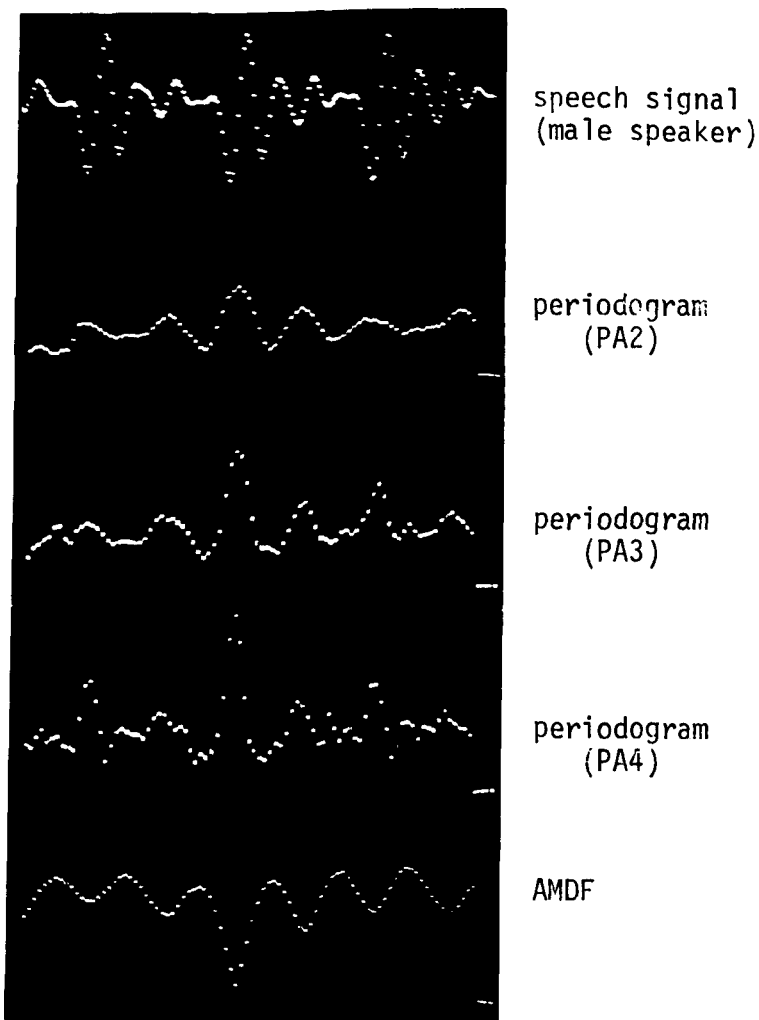 speech signal
(male speaker)
periodogram
(PA2)
periodogram
(PA3)
periodogram
(PA4)
AMDF